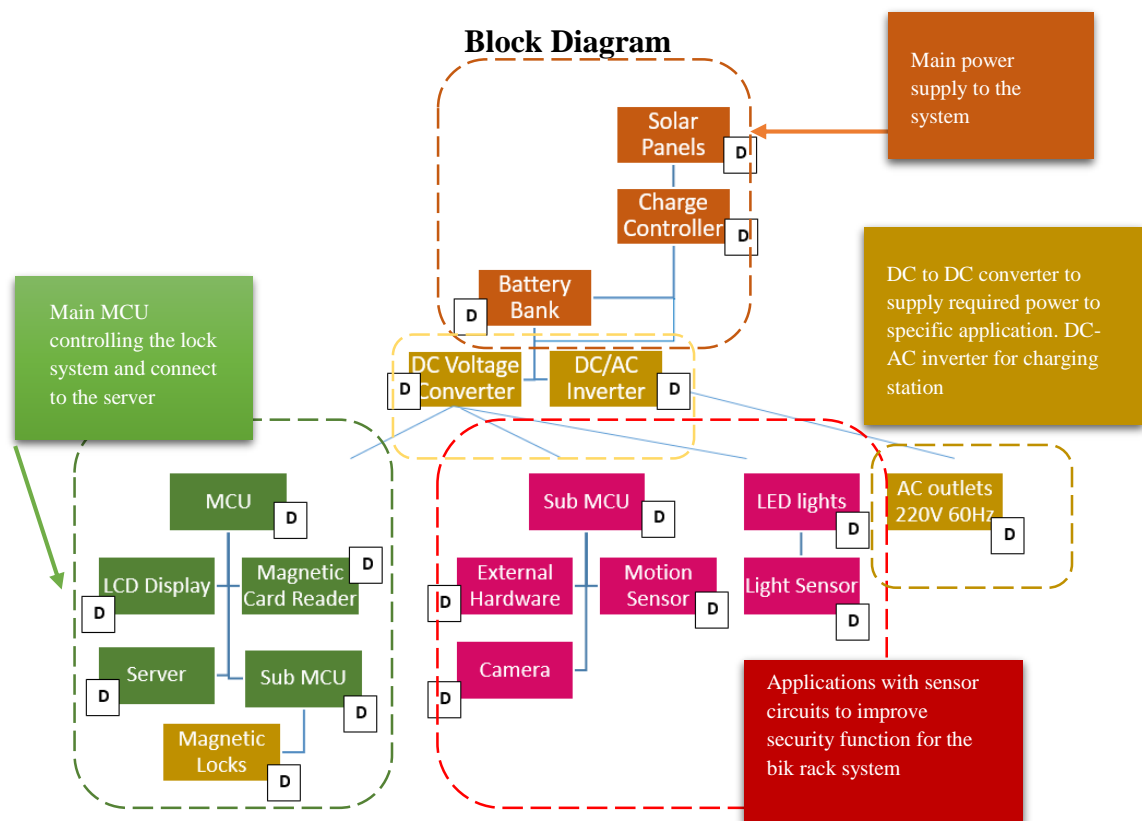 Block Diagram
Main power
supply to the
system
Solar
Panels
D
Charge
Controller
D
Battery
Bank
D
DC to DC converter to
supply required power to
specific application. DC-
AC inverter for charging
station
Main MCU
controlling the lock
system and connect
to the server
DC Voltage
Converter
D
DC/AC
Inverter
D
MCU
D
LCD Display
D
Magnetic
Card Reader
D
Server
D
Sub MCU
D
Magnetic
Locks
D
Sub MCU
D
External
Hardware
D
Motion
Sensor
D
Camera
D
LED lights
D
Light Sensor
D
AC outlets
220V 60Hz
D
Applications with sensor
circuits to improve
security function for the
bik rack system